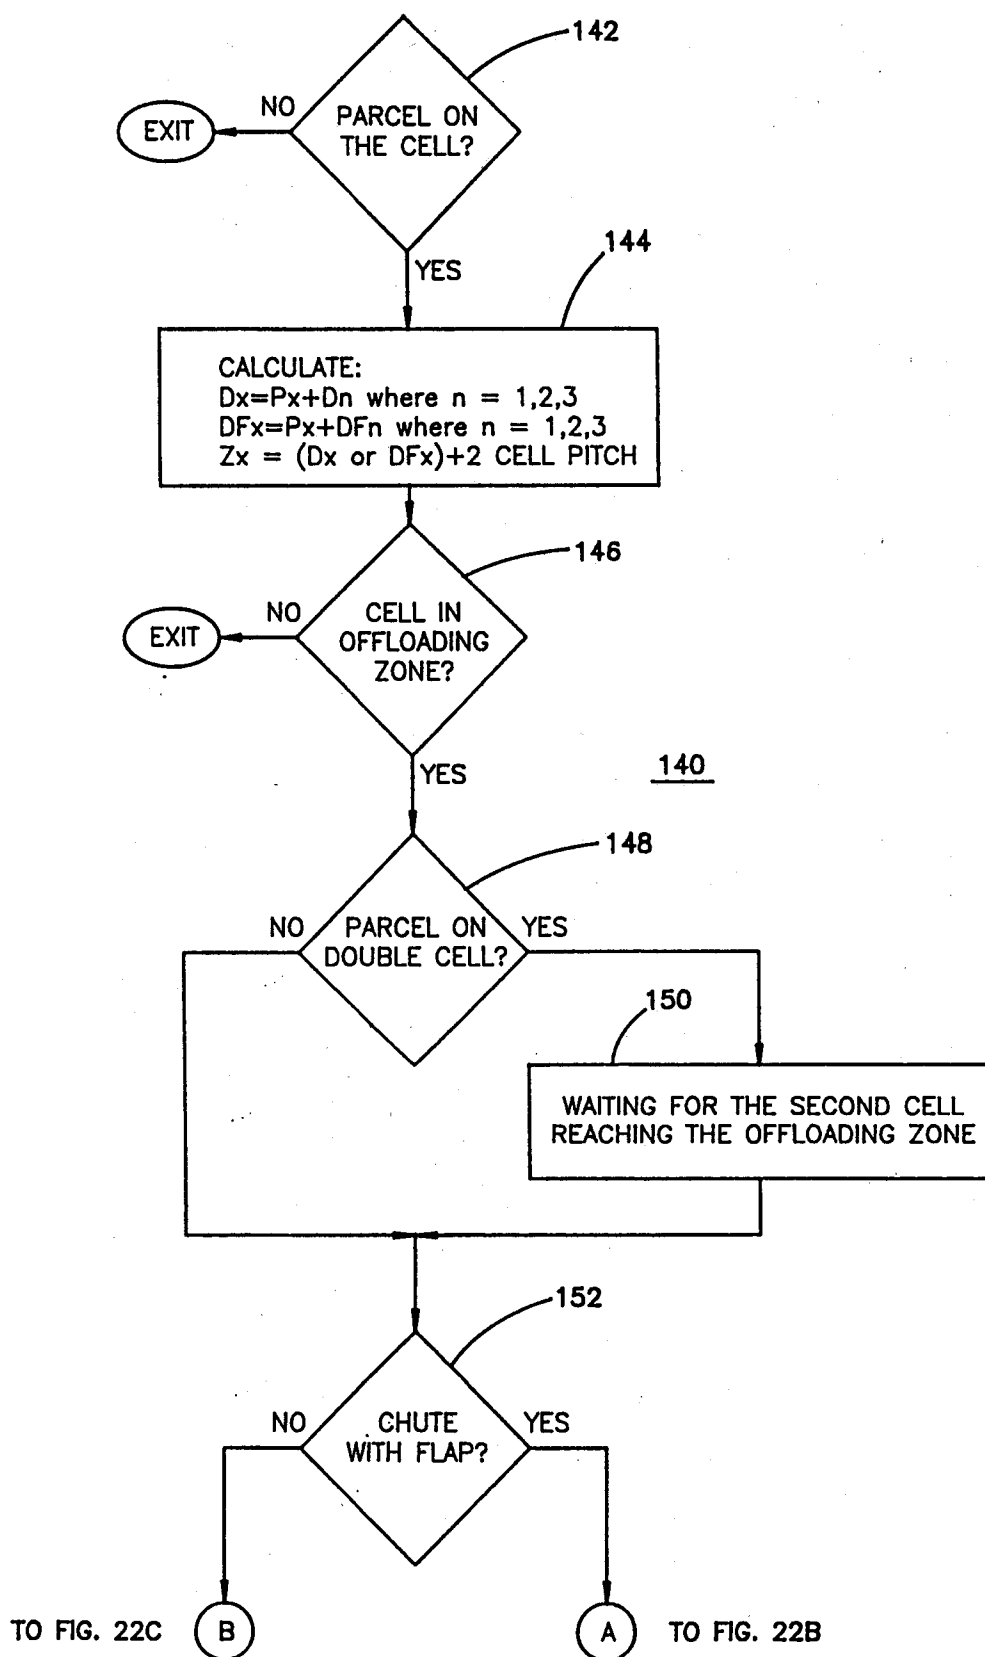 142
NO
EXIT
PARCEL ON
THE CELL?
YES
144
CALCULATE:
Dx=Px+Dn where n = 1,2,3
DFx=Px+DFn where n = 1,2,3
Zx = (Dx or DFx)+2 CELL PITCH
146
NO
EXIT
CELL IN
OFFLOADING
ZONE?
YES
140
148
NO
PARCEL ON
DOUBLE CELL?
YES
150
WAITING FOR THE SECOND CELL
REACHING THE OFFLOADING ZONE
152
NO
CHUTE
WITH FLAP?
YES
TO FIG. 22C
B
A
TO FIG. 22B